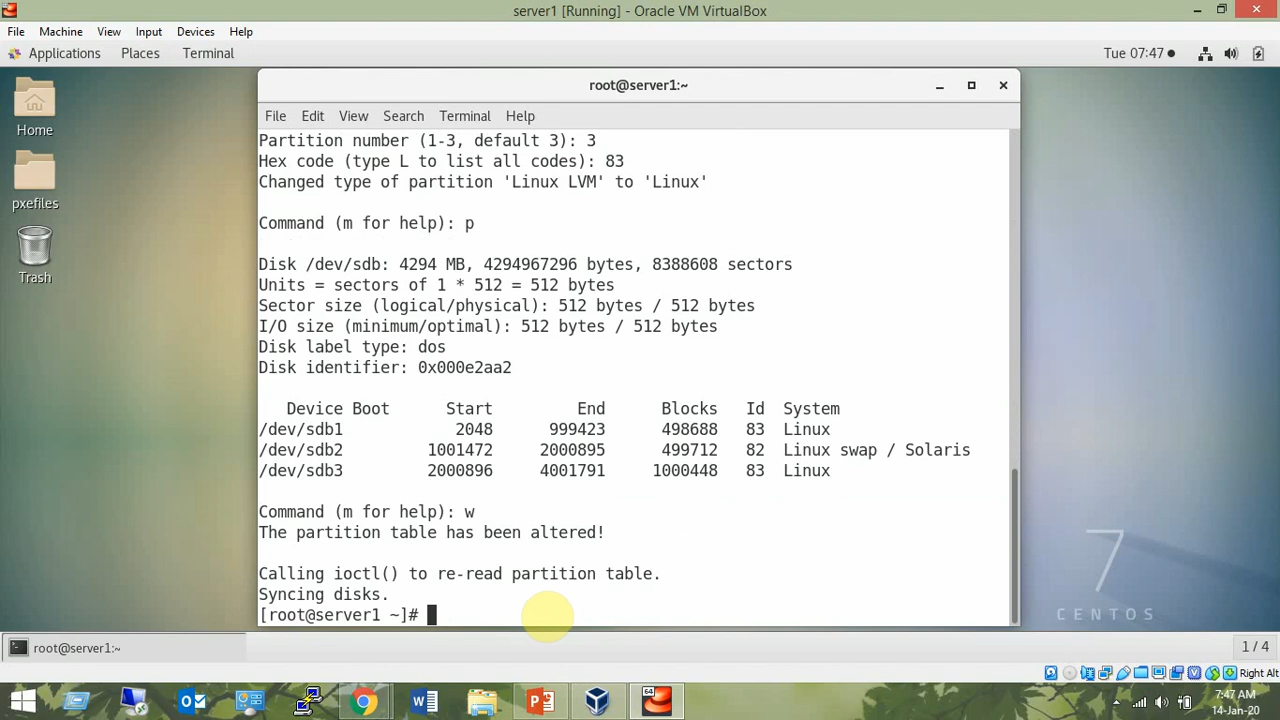 server1 [Running] - Oracle VM VirtualBox
File Machine View Input Devices Help
Applications Places Terminal Tue 07:47
root@server1:~
File Edit View Search Terminal Help
Home
pxefiles
Trash
Partition number (1-3, default 3): 3
Hex code (type L to list all codes): 83
Changed type of partition 'Linux LVM' to 'Linux'
Command (m for help): p
Disk /dev/sdb: 4294 MB, 4294967296 bytes, 8388608 sectors
Units = sectors of 1 * 512 = 512 bytes
Sector size (logical/physical): 512 bytes / 512 bytes
I/O size (minimum/optimal): 512 bytes / 512 bytes
Disk label type: dos
Disk identifier: 0x000e2aa2
Device Boot Start End Blocks Id System
/dev/sdb1 2048 999423 498688 83 Linux
/dev/sdb2 1001472 2000895 499712 82 Linux swap / Solaris
/dev/sdb3 2000896 4001791 1000448 83 Linux
Command (m for help): w
The partition table has been altered!
Calling ioctl() to re-read partition table.
Syncing disks.
[root@server1 ~]#
7
CENTOS
root@server1:~ 1 / 4
Right Alt
64
7:47 AM
14-Jan-20